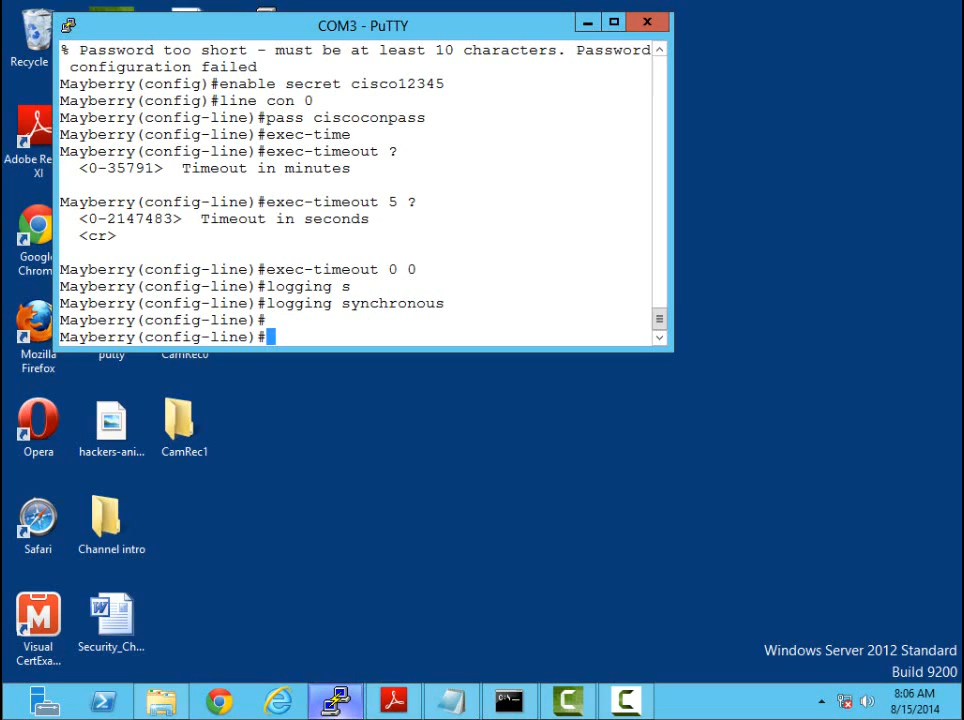 COM3 - PuTTY
% Password too short - must be at least 10 characters. Password
configuration failed
Mayberry(config)#enable secret cisco12345
Mayberry(config)#line con 0
Mayberry(config-line)#pass ciscoconpass
Mayberry(config-line)#exec-time
Mayberry(config-line)#exec-timeout ?
<0-35791>  Timeout in minutes
Mayberry(config-line)#exec-timeout 5 ?
<0-2147483>  Timeout in seconds
<cr>
Mayberry(config-line)#exec-timeout 0 0
Mayberry(config-line)#logging s
Mayberry(config-line)#logging synchronous
Mayberry(config-line)#
Mayberry(config-line)#
Recycle
Adobe Re
XI
Google
Chrom
Mozilla
Firefox
putty
CamRec0
Opera
hackers-ani...
CamRec1
Safari
Channel intro
Visual
CertExa...
Security_Ch...
Windows Server 2012 Standard
Build 9200
8:06 AM
8/15/2014